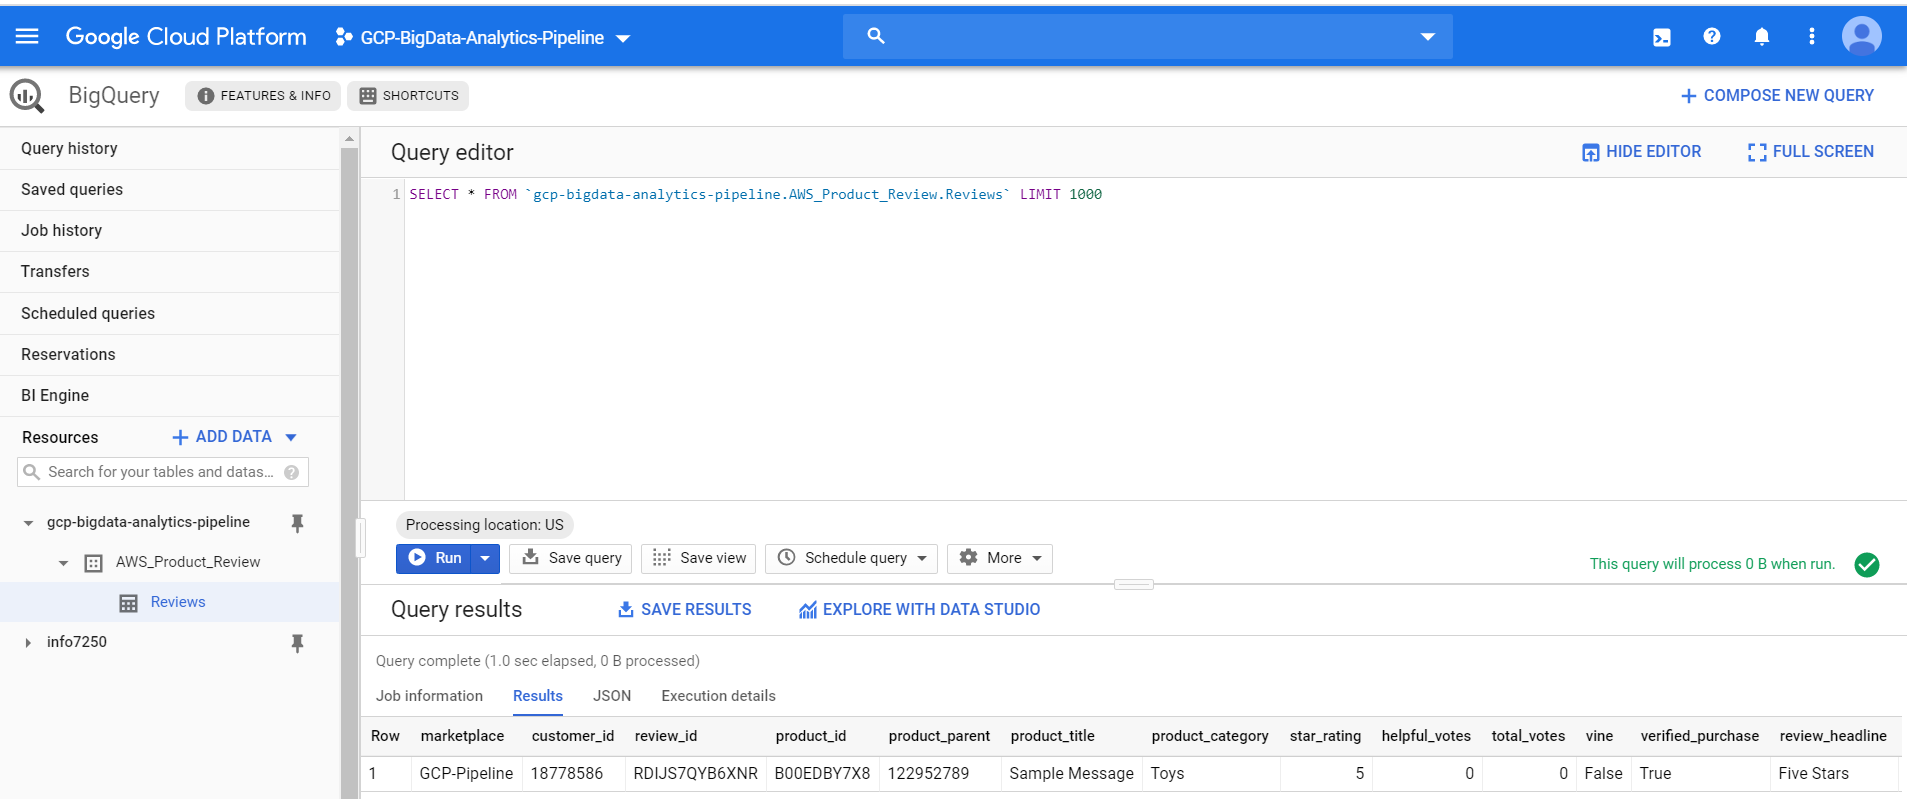 Google Cloud Platform GCP-BigData-Analytics-Pipeline
BigQuery FEATURES & INFO SHORTCUTS COMPOSE NEW QUERY
Query history
Saved queries
Job history
Transfers
Scheduled queries
Reservations
BI Engine
Resources ADD DATA
Search for your tables and datas...
gcp-bigdata-analytics-pipeline
AWS_Product_Review
Reviews
info7250
Query editor HIDE EDITOR FULL SCREEN
1 SELECT * FROM `gcp-bigdata-analytics-pipeline.AWS_Product_Review.Reviews` LIMIT 1000
Processing location: US
Run Save query Save view Schedule query More This query will process 0 B when run.
Query results SAVE RESULTS EXPLORE WITH DATA STUDIO
Query complete (1.0 sec elapsed, 0 B processed)
Job information Results JSON Execution details
Row marketplace customer_id review_id product_id product_parent product_title product_category star_rating helpful_votes total_votes vine verified_purchase review_headline
1 GCP-Pipeline 18778586 RDIJS7QYB6XNR B00EDBY7X8 122952789 Sample Message Toys 5 0 0 False True Five Stars